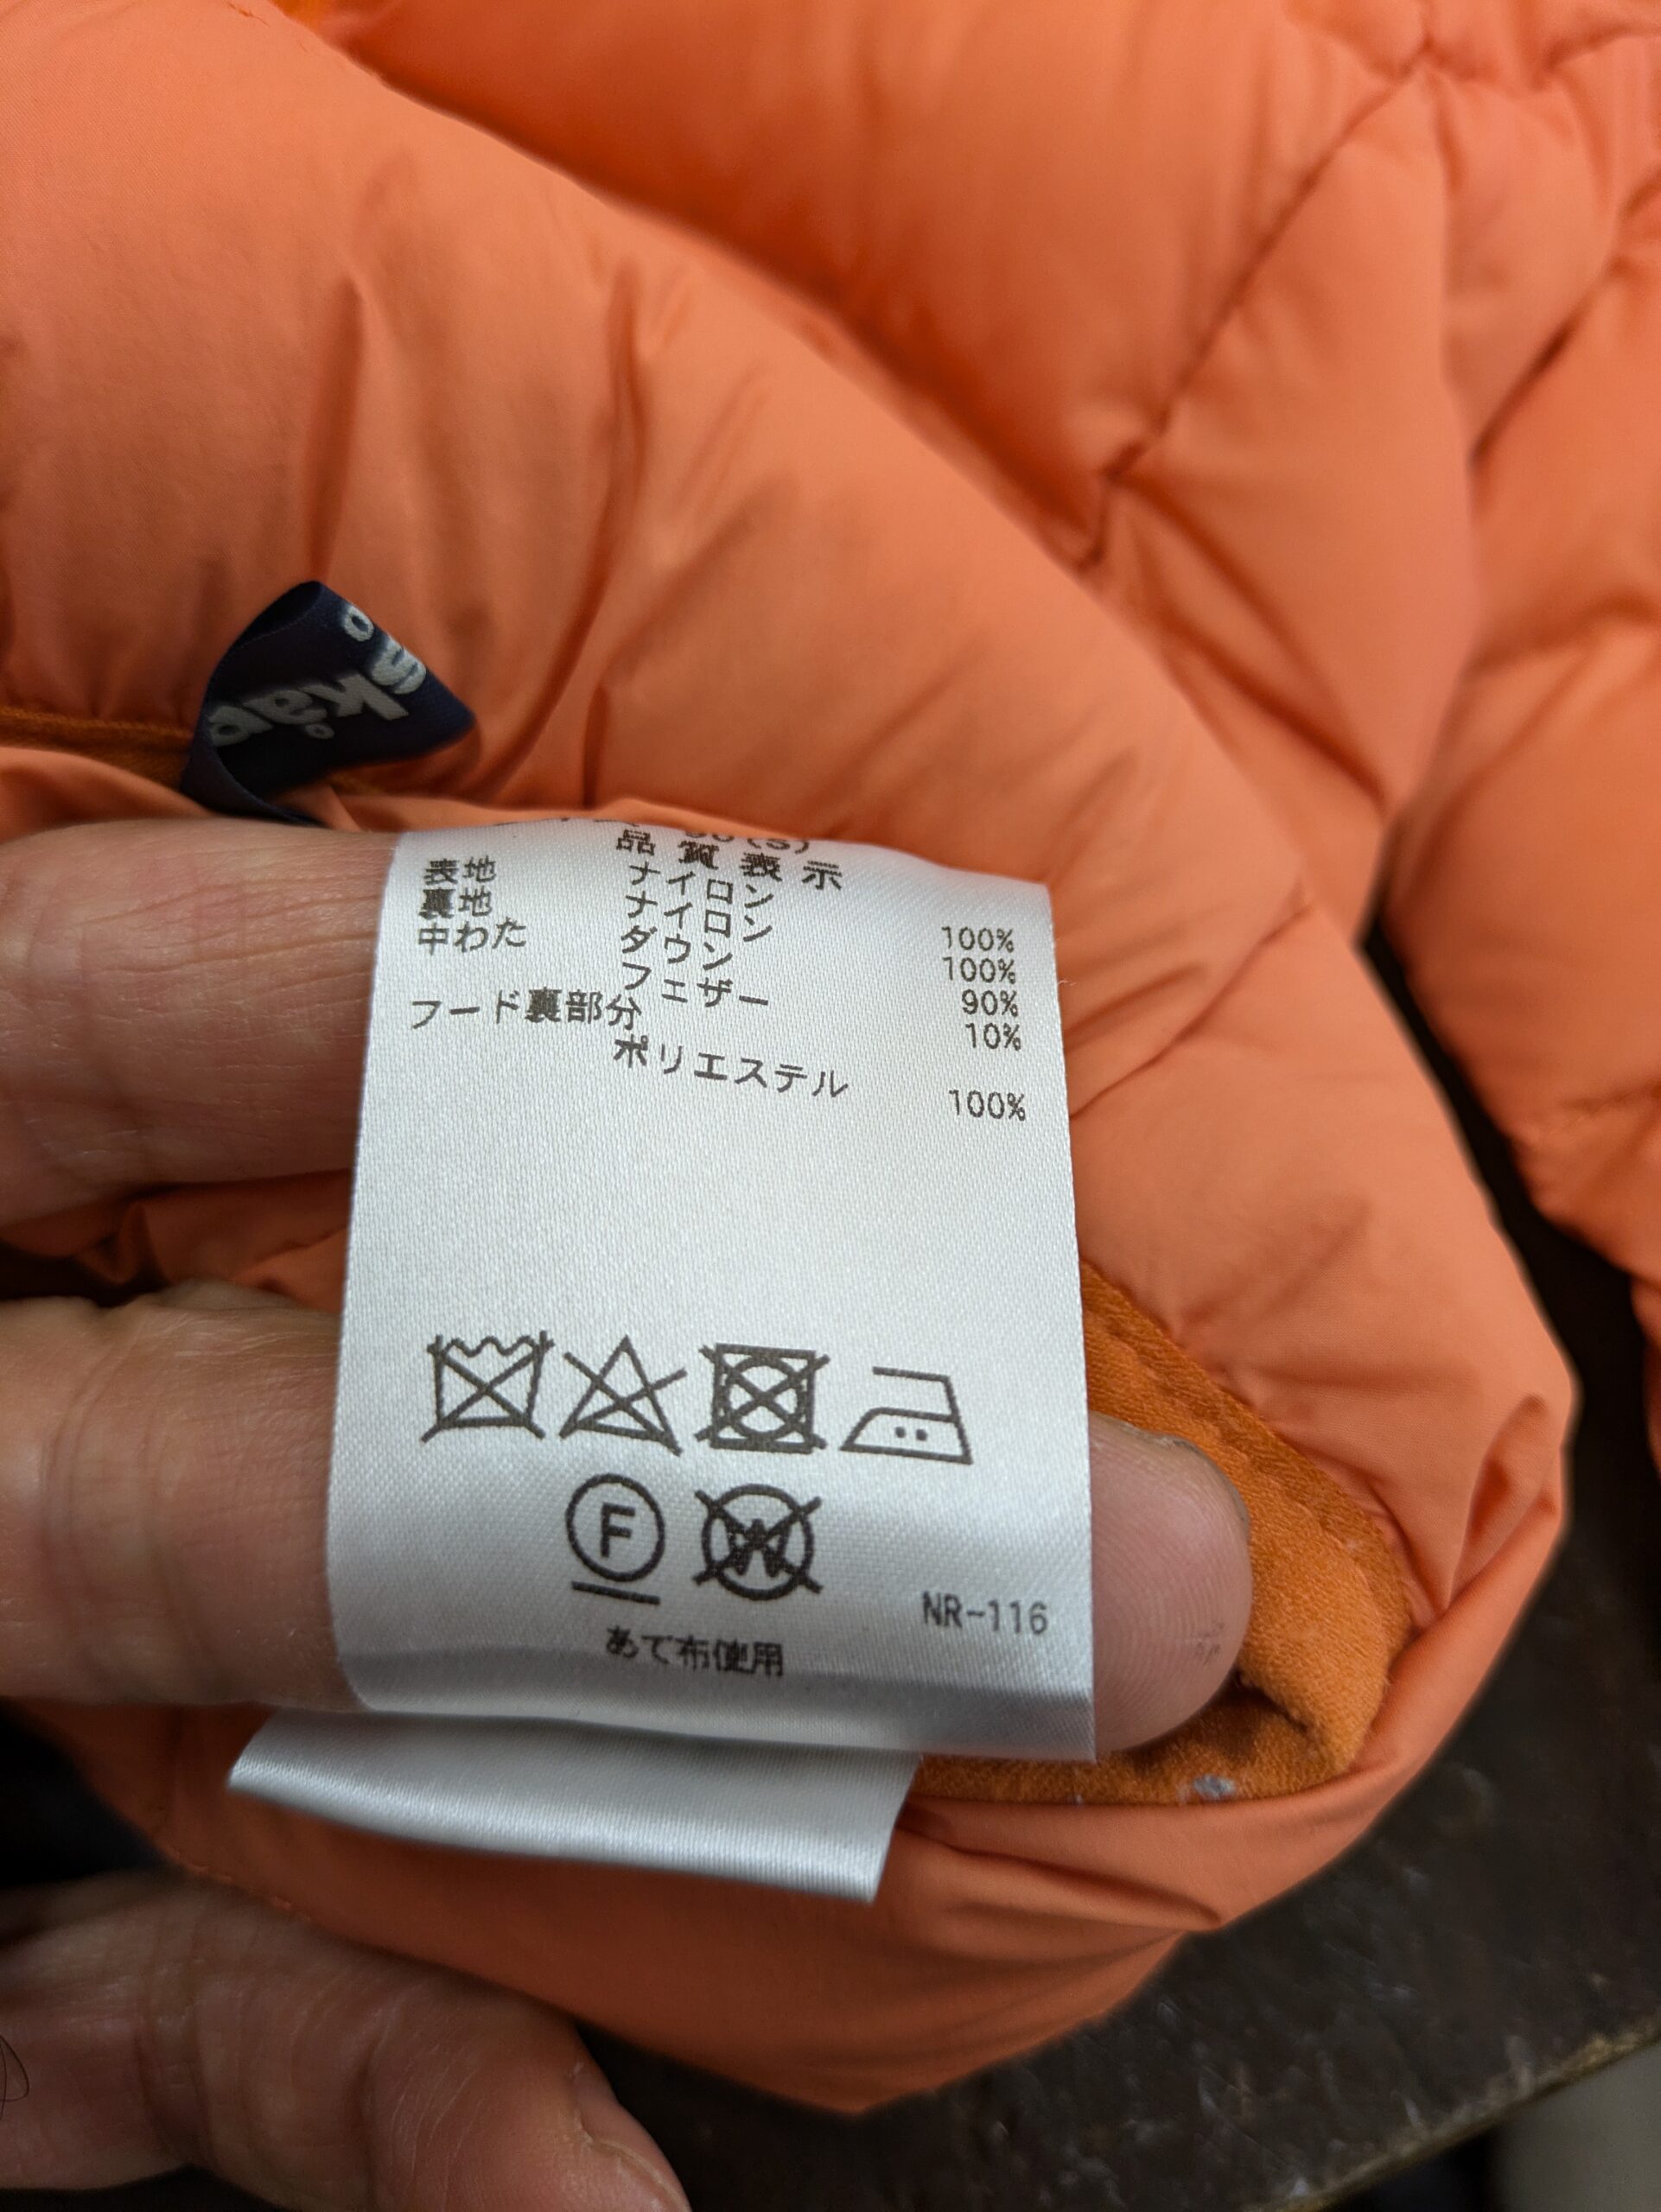 品質表示
表地 ナイロン 100%
裏地 ナイロン 100%
中わた ダウン 90%
フェザー 10%
フード裏部分
ポリエステル 100%
F W
NR-116
あて布使用